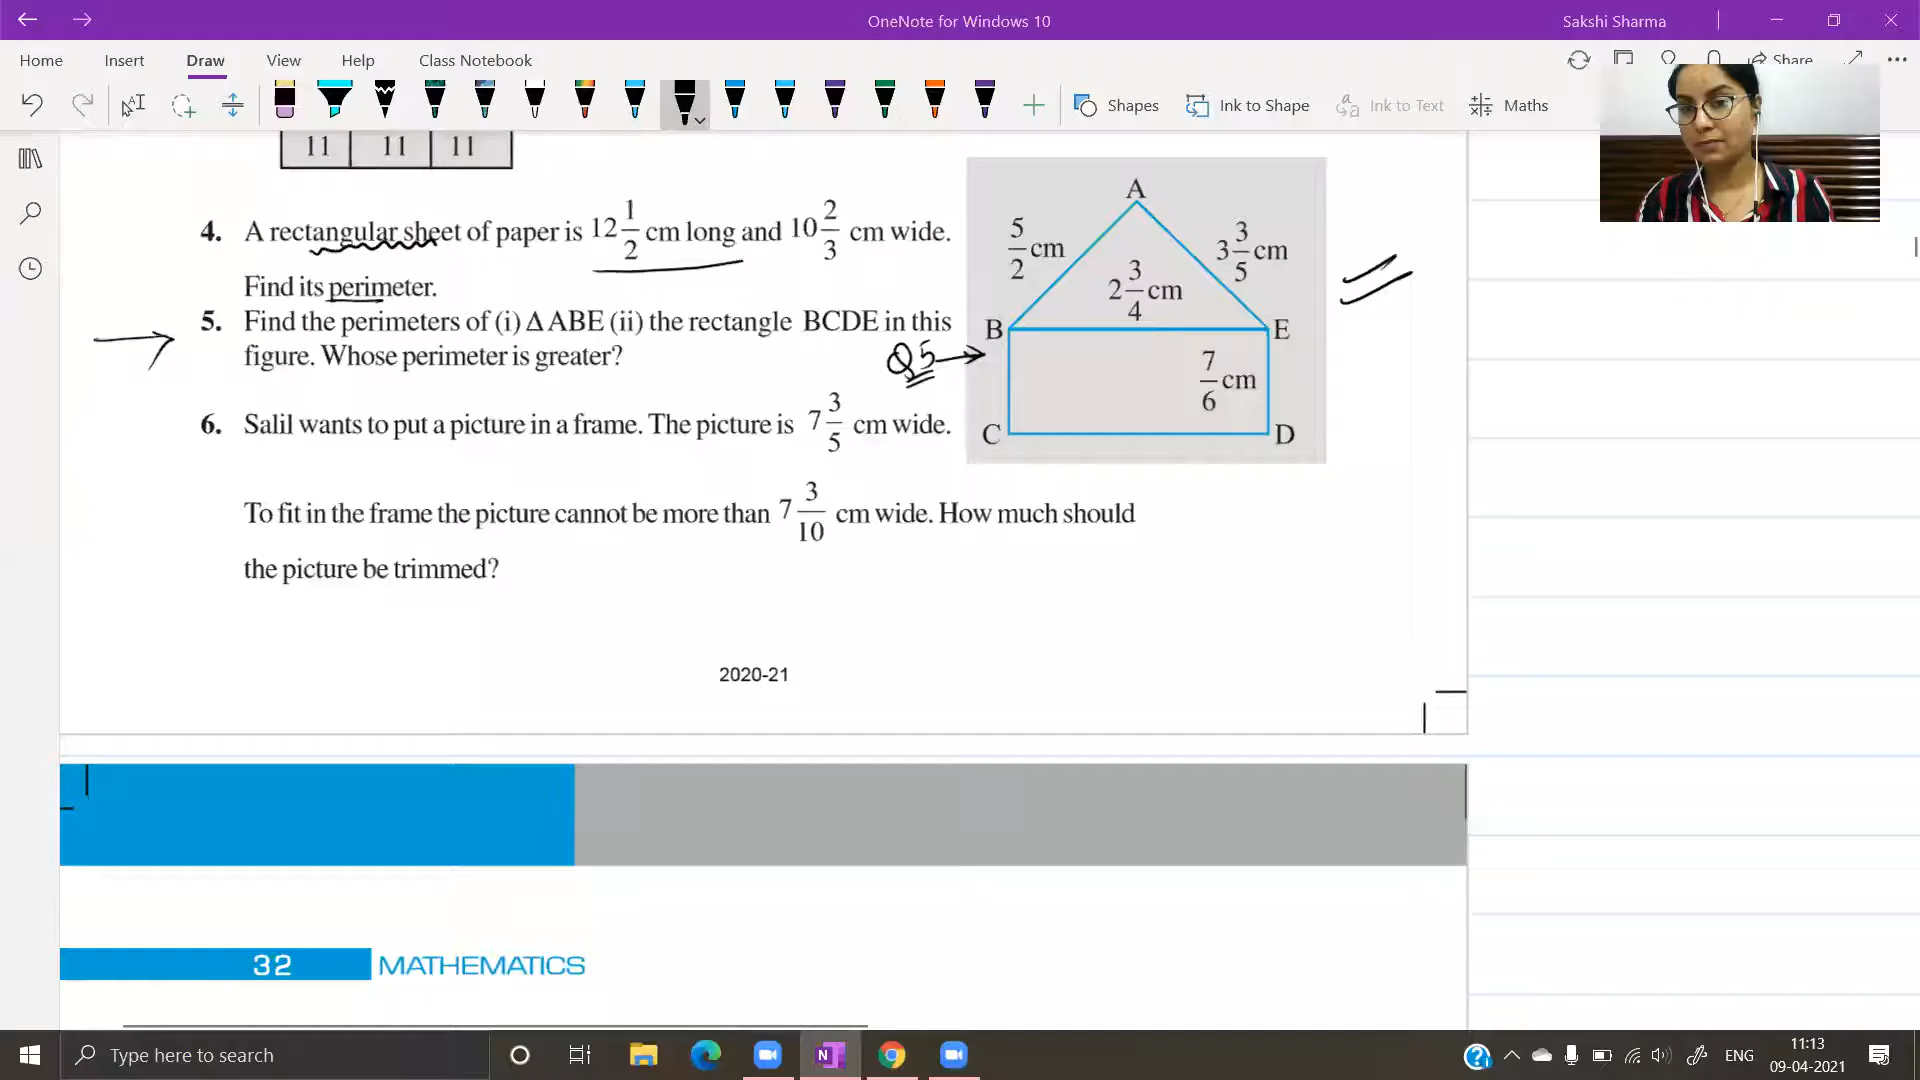 OneNote for Windows 10
Sakshi Sharma
Home Insert Draw View Help Class Notebook
Share
Shapes Ink to Shape Ink to Text Maths
11 11 11
4. A rectangular sheet of paper is 12 1/2 cm long and 10 2/3 cm wide.
Find its perimeter.
5. Find the perimeters of (i) Δ ABE (ii) the rectangle BCDE in this
figure. Whose perimeter is greater?
Q5
A
5/2 cm
3 3/5 cm
2 3/4 cm
B
E
7/6 cm
C
D
6. Salil wants to put a picture in a frame. The picture is 7 3/5 cm wide.
To fit in the frame the picture cannot be more than 7 3/10 cm wide. How much should
the picture be trimmed?
2020-21
32 MATHEMATICS
Type here to search
ENG
11:13
09-04-2021